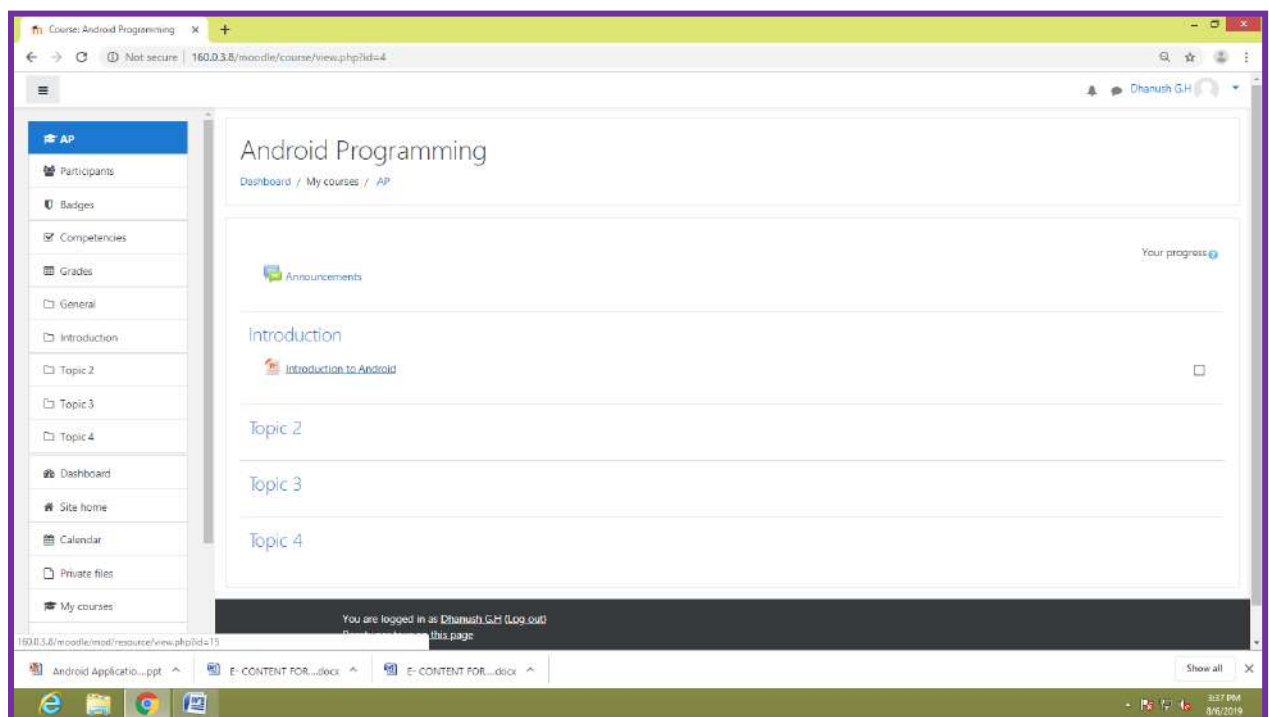 Course: Android Programming
Not secure | 160.0.3.8/moodle/course/view.php?id=4
Dhanush G.H
AP
Participants
Badges
Competencies
Grades
General
Introduction
Topic 2
Topic 3
Topic 4
Dashboard
Site home
Calendar
Private files
My courses
Android Programming
Dashboard / My courses / AP
Your progress
Announcements
Introduction
Introduction to Android
Topic 2
Topic 3
Topic 4
You are logged in as Dhanush G.H (Log out)
this page
160.0.3.8/moodle/mod/resource/view.php?id=15
Android Applicatio....ppt
E- CONTENT FOR....docx
E- CONTENT FOR....docx
Show all
3:37 PM
8/6/2019